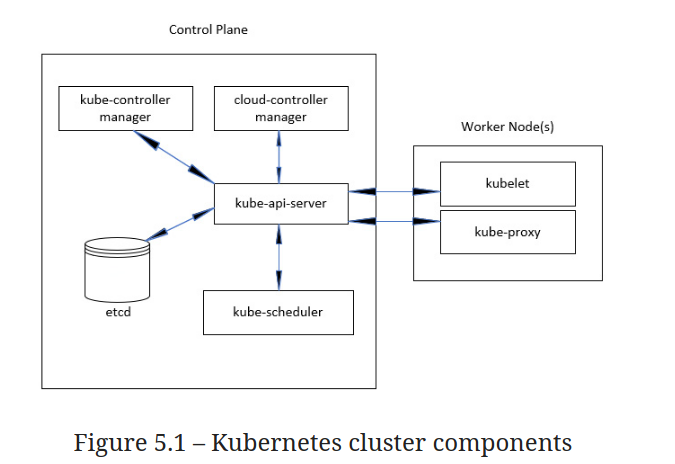 Control Plane
kube-controller
manager
cloud-controller
manager
Worker Node(s)
kubelet
kube-api-server
kube-proxy
etcd
kube-scheduler
Figure 5.1 – Kubernetes cluster components